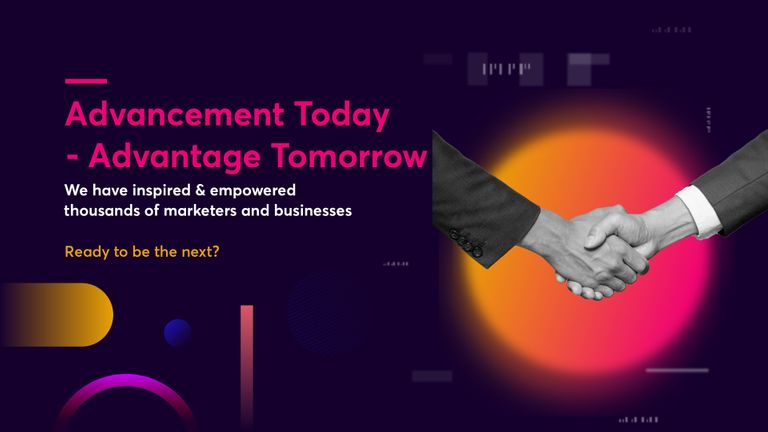 Advancement Today
- Advantage Tomorrow
We have inspired & empowered
thousands of marketers and businesses
Ready to be the next?